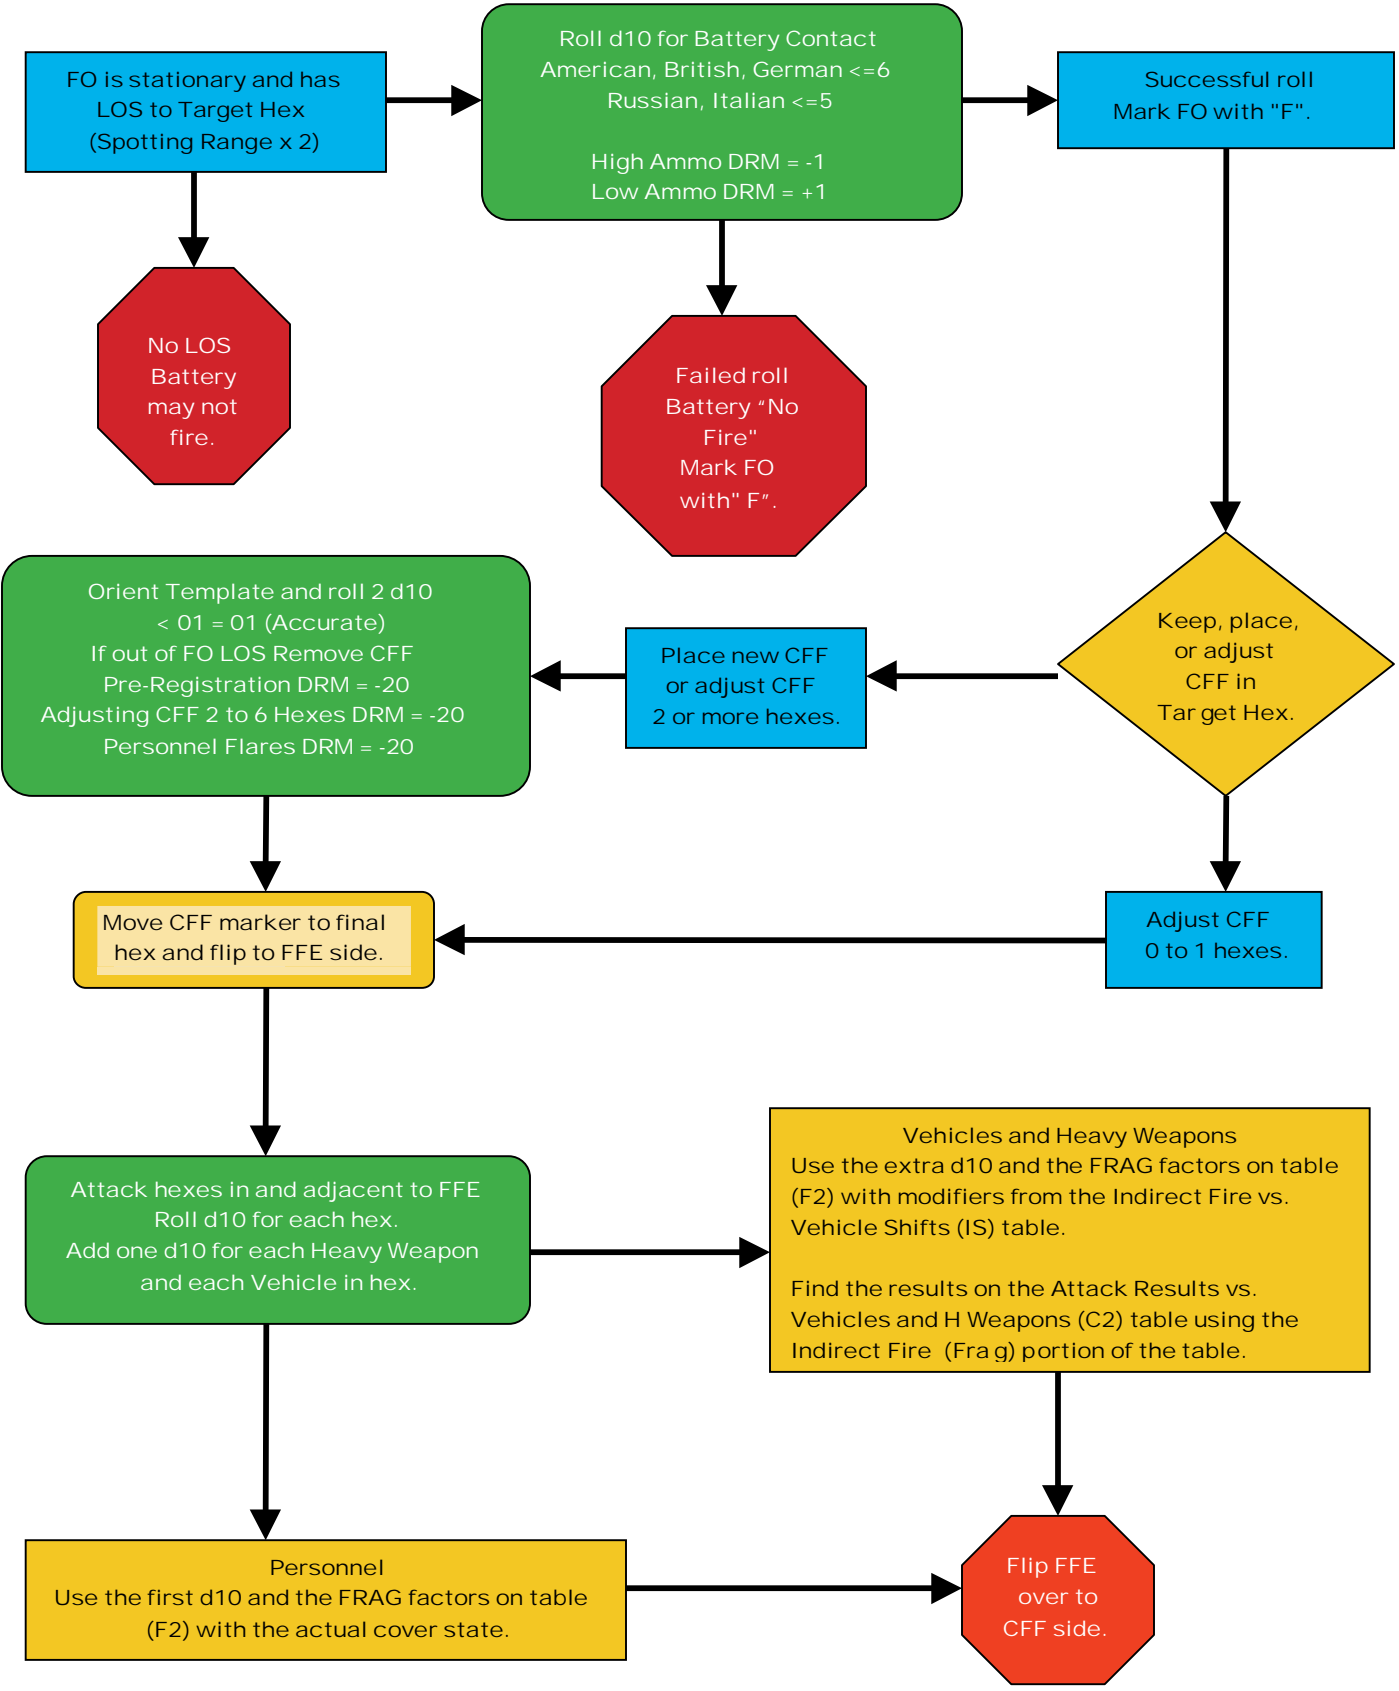 FO is stationary and has
LOS to Target Hex
(Spotting Range x 2)
Roll d10 for Battery Contact
American, British, German <=6
Russian, Italian <=5
High Ammo DRM = -1
Low Ammo DRM = +1
Successful roll
Mark FO with "F".
No LOS
Battery
may not
fire.
Failed roll
Battery “No
Fire"
Mark FO
with" F”.
Keep, place,
or adjust
CFF in
Tar get Hex.
Place new CFF
or adjust CFF
2 or more hexes.
Orient Template and roll 2 d10
< 01 = 01 (Accurate)
If out of FO LOS Remove CFF
Pre-Registration DRM = -20
Adjusting CFF 2 to 6 Hexes DRM = -20
Personnel Flares DRM = -20
Move CFF marker to final
hex and flip to FFE side.
Adjust CFF
0 to 1 hexes.
Attack hexes in and adjacent to FFE
Roll d10 for each hex.
Add one d10 for each Heavy Weapon
and each Vehicle in hex.
Vehicles and Heavy Weapons
Use the extra d10 and the FRAG factors on table
(F2) with modifiers from the Indirect Fire vs.
Vehicle Shifts (IS) table.
Find the results on the Attack Results vs.
Vehicles and H Weapons (C2) table using the
Indirect Fire (Fra g) portion of the table.
Personnel
Use the first d10 and the FRAG factors on table
(F2) with the actual cover state.
Flip FFE
over to
CFF side.